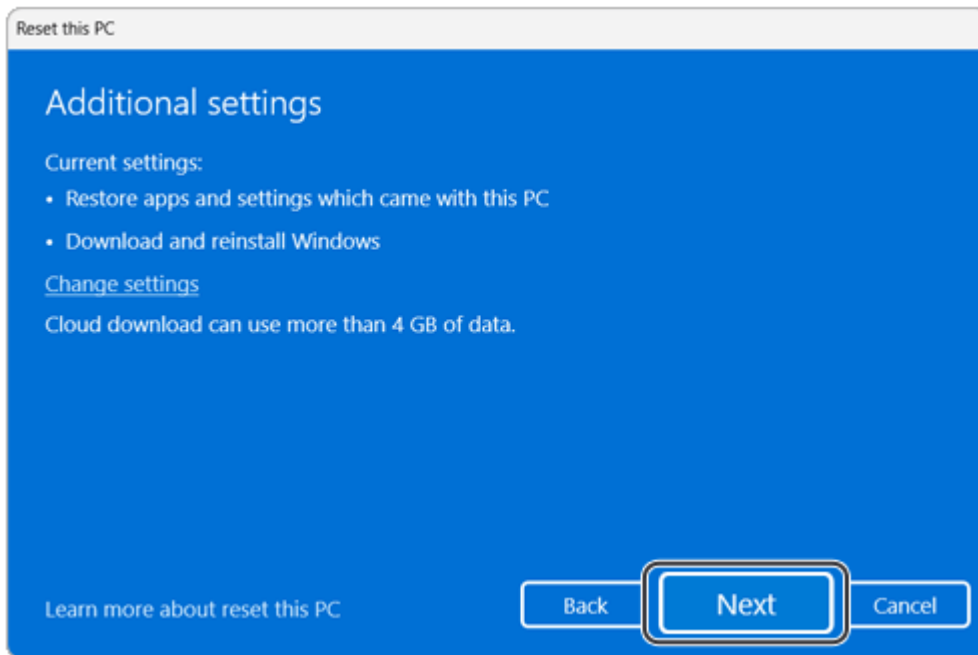 Reset this PC
Additional settings
Current settings:
• Restore apps and settings which came with this PC
• Download and reinstall Windows
Change settings
Cloud download can use more than 4 GB of data.
Learn more about reset this PC
Back
Next
Cancel